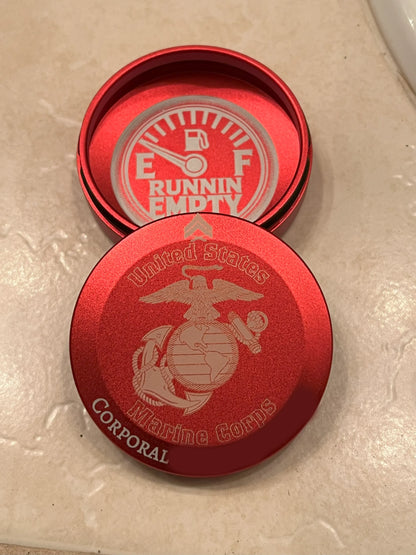 E F
RUNNIN
EMPTY
United States
Marine Corps
CORPORAL